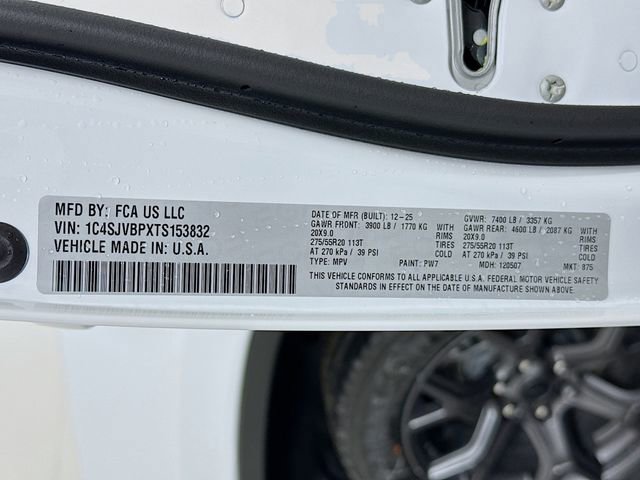 MFD BY: FCA US LLC
VIN: 1C4SJVBPXTS153832
VEHICLE MADE IN U.S.A.
DATE OF MFR (BUILT): 12-25 GVWR: 7400 LB / 3357 KG
GAWR FRONT: 3900 LB / 1770 KG WITH GAWR REAR: 4600 LB / 2087 KG WITH
20X9.0 RIMS 20X9.0 RIMS
275/55R20 113T TIRES 275/55R20 113T TIRES
AT 270 kPa / 39 PSI COLD AT 270 kPa / 39 PSI COLD
TYPE: MPV PAINT: PW7 MDH: 120507 MKT: 875
THIS VEHICLE CONFORMS TO ALL APPLICABLE U.S.A. FEDERAL MOTOR VEHICLE SAFETY
STANDARDS IN EFFECT ON THE DATE OF MANUFACTURE SHOWN ABOVE.